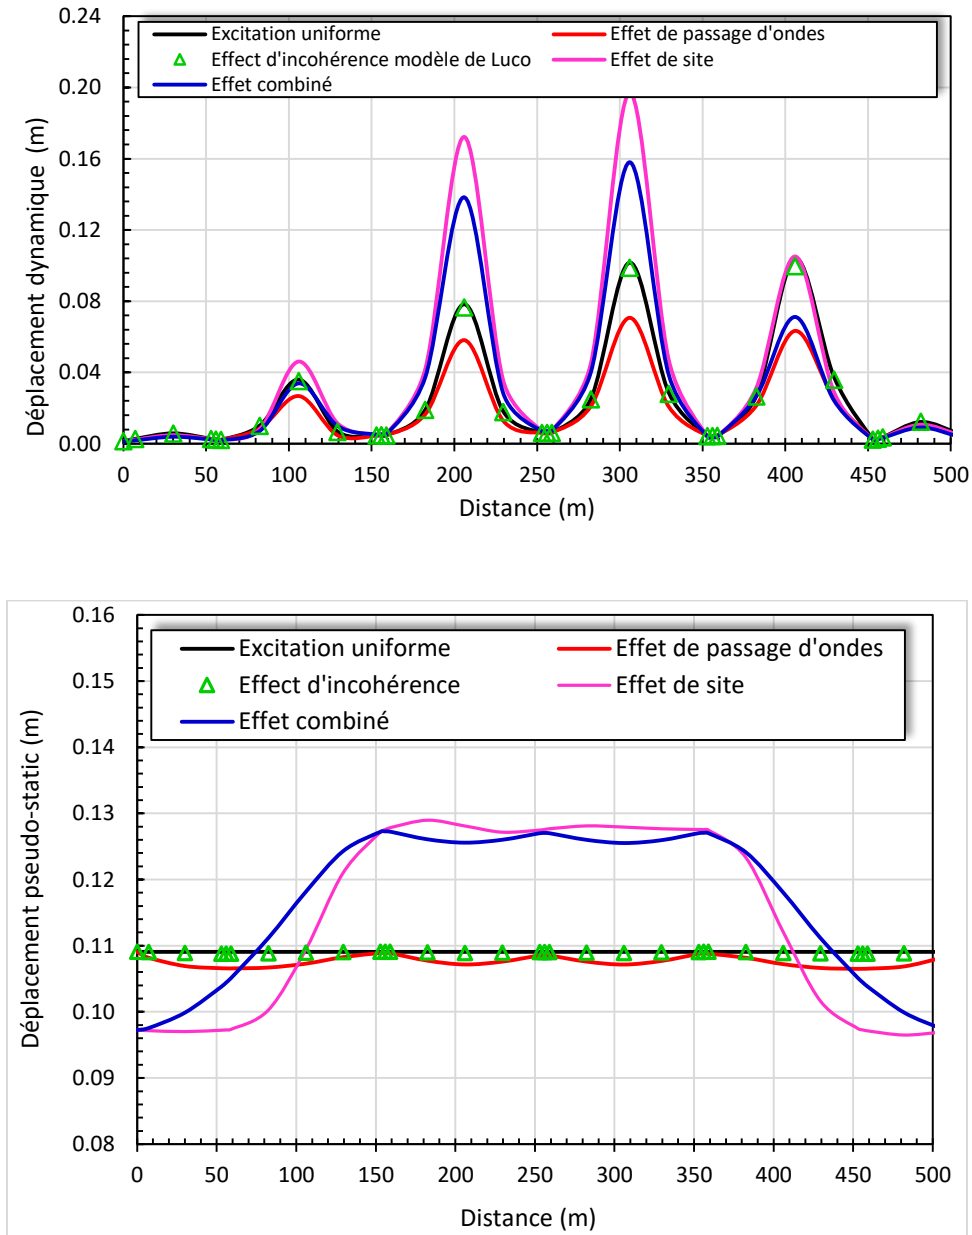 0.24
Excitation uniforme Effet de passage d'ondes
Effect d'incohérence modèle de Luco Effet de site
Effet combiné
0.20
0.16
0.12
0.08
0.04
0.00
Déplacement dynamique (m)
0 50 100 150 200 250 300 350 400 450 500
Distance (m)
0.16
Excitation uniforme Effet de passage d'ondes
Effect d'incohérence Effet de site
Effet combiné
0.15
0.14
0.13
0.12
0.11
0.10
0.09
0.08
Déplacement pseudo-static (m)
0 50 100 150 200 250 300 350 400 450 500
Distance (m)